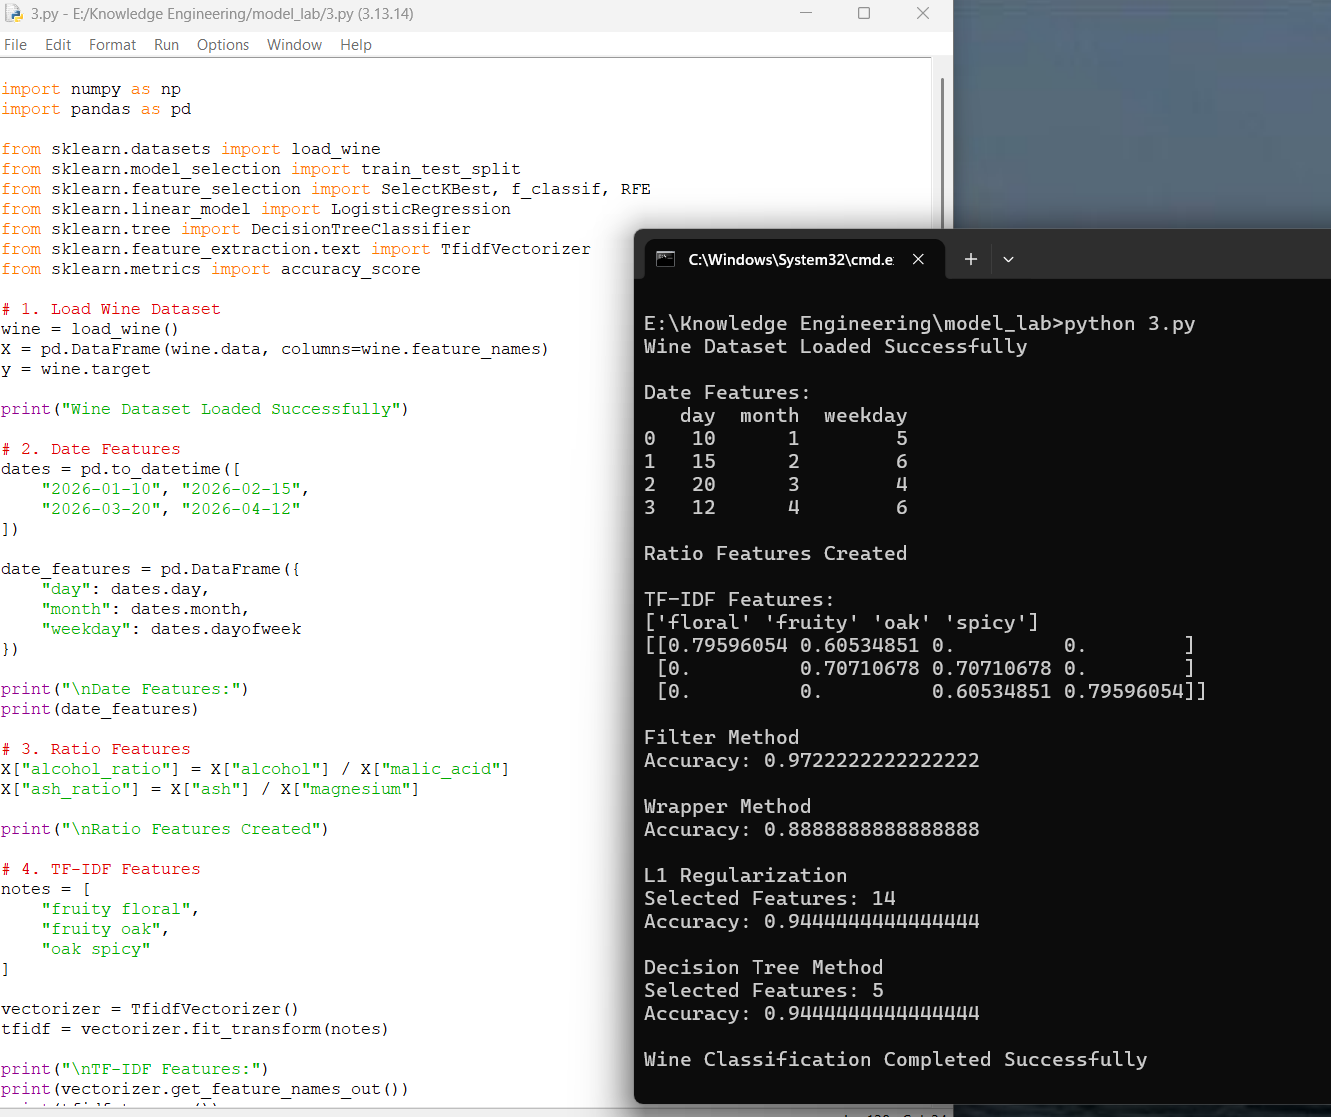 3.py - E:/Knowledge Engineering/model_lab/3.py (3.13.14)
File Edit Format Run Options Window Help
import numpy as np
import pandas as pd
from sklearn.datasets import load_wine
from sklearn.model_selection import train_test_split
from sklearn.feature_selection import SelectKBest, f_classif, RFE
from sklearn.linear_model import LogisticRegression
from sklearn.tree import DecisionTreeClassifier
from sklearn.feature_extraction.text import TfidfVectorizer
from sklearn.metrics import accuracy_score
# 1. Load Wine Dataset
wine = load_wine()
X = pd.DataFrame(wine.data, columns=wine.feature_names)
y = wine.target
print("Wine Dataset Loaded Successfully")
# 2. Date Features
dates = pd.to_datetime([
    "2026-01-10", "2026-02-15",
    "2026-03-20", "2026-04-12"
])
date_features = pd.DataFrame({
    "day": dates.day,
    "month": dates.month,
    "weekday": dates.dayofweek
})
print("\nDate Features:")
print(date_features)
# 3. Ratio Features
X["alcohol_ratio"] = X["alcohol"] / X["malic_acid"]
X["ash_ratio"] = X["ash"] / X["magnesium"]
print("\nRatio Features Created")
# 4. TF-IDF Features
notes = [
    "fruity floral",
    "fruity oak",
    "oak spicy"
]
vectorizer = TfidfVectorizer()
tfidf = vectorizer.fit_transform(notes)
print("\nTF-IDF Features:")
print(vectorizer.get_feature_names_out())
C:\Windows\System32\cmd.e
E:\Knowledge Engineering\model_lab>python 3.py
Wine Dataset Loaded Successfully
Date Features:
   day  month  weekday
0   10      1        5
1   15      2        6
2   20      3        4
3   12      4        6
Ratio Features Created
TF-IDF Features:
['floral' 'fruity' 'oak' 'spicy']
[[0.79596054 0.60534851 0.         0.        ]
 [0.         0.70710678 0.70710678 0.        ]
 [0.         0.         0.60534851 0.79596054]]
Filter Method
Accuracy: 0.9722222222222222
Wrapper Method
Accuracy: 0.8888888888888888
L1 Regularization
Selected Features: 14
Accuracy: 0.9444444444444444
Decision Tree Method
Selected Features: 5
Accuracy: 0.9444444444444444
Wine Classification Completed Successfully